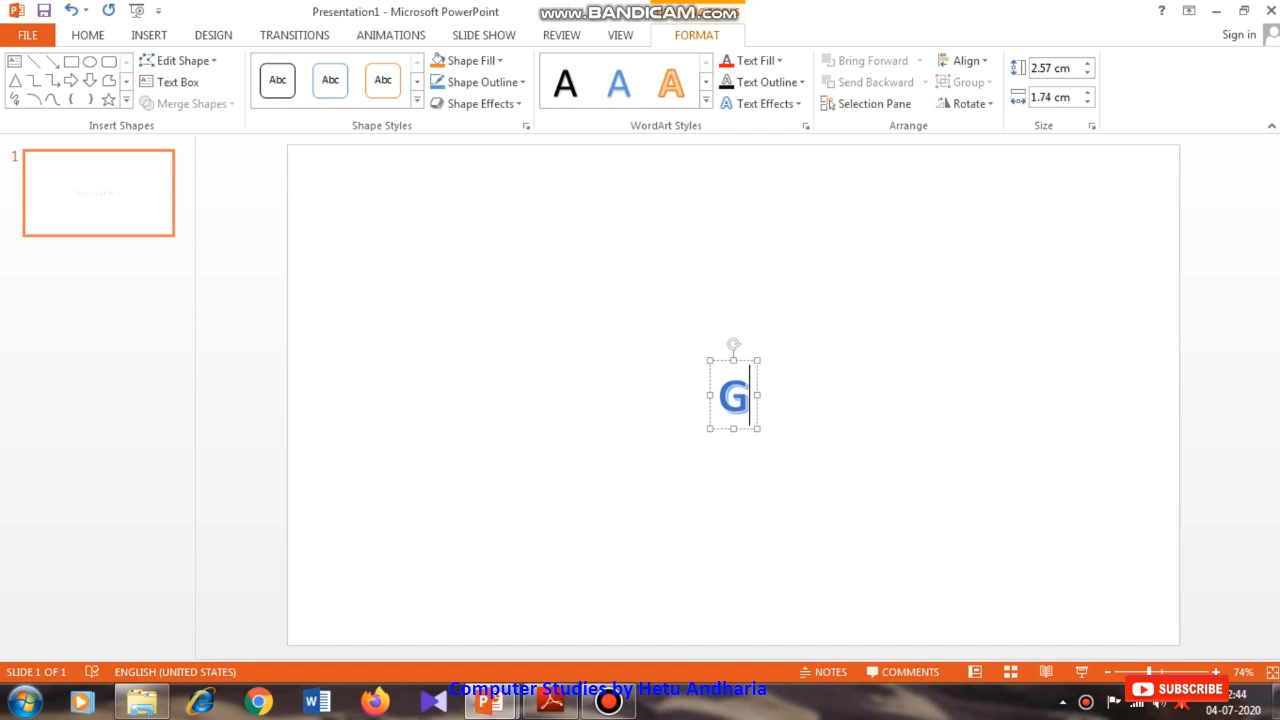 Presentation1 - Microsoft PowerPoint
www.BANDICAM.com
?
FILE
HOME
INSERT
DESIGN
TRANSITIONS
ANIMATIONS
SLIDE SHOW
REVIEW
VIEW
FORMAT
Sign in
Edit Shape
Text Box
Merge Shapes
Insert Shapes
Abc
Abc
Abc
Shape Fill
Shape Outline
Shape Effects
Shape Styles
A
A
A
Text Fill
Text Outline
Text Effects
WordArt Styles
Bring Forward
Send Backward
Selection Pane
Align
Group
Rotate
Arrange
2.57 cm
1.74 cm
Size
1
G
SLIDE 1 OF 1
ENGLISH (UNITED STATES)
NOTES
COMMENTS
74%
Computer Studies by Hetu Andharia
SUBSCRIBE
2:44
04-07-2020